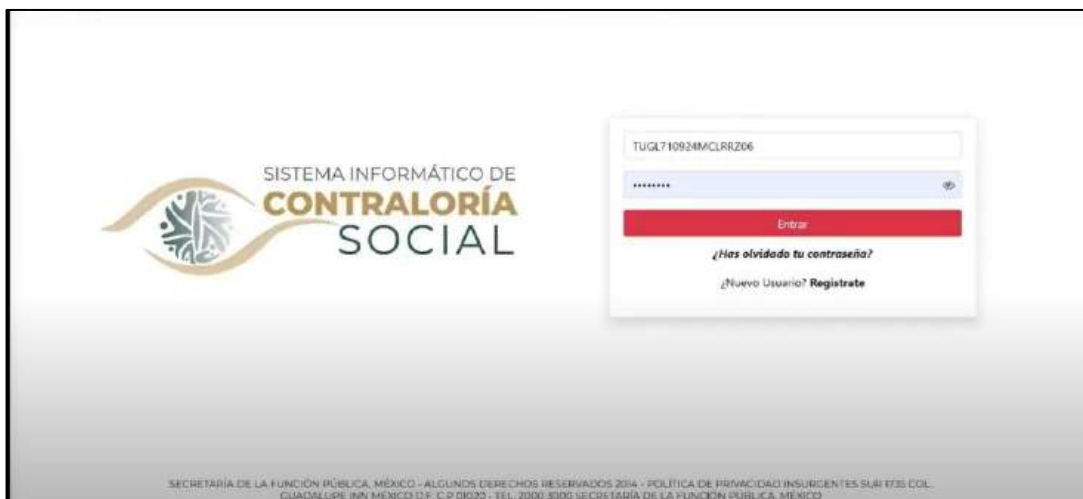 SISTEMA INFORMÁTICO DE
CONTRALORÍA
SOCIAL
TUGL710924MCLRRZ06
••••••••
Entrar
¿Has olvidado tu contraseña?
¿Nuevo Usuario? Registrate
SECRETARÍA DE LA FUNCIÓN PÚBLICA, MÉXICO - ALGUNOS DERECHOS RESERVADOS 2014 - POLÍTICA DE PRIVACIDAD INSURGENTES SUR 1735 COL.
GUADALUPE INN MÉXICO D.F. C.P 01020 - TEL. 2000 3000 SECRETARÍA DE LA FUNCIÓN PÚBLICA, MÉXICO